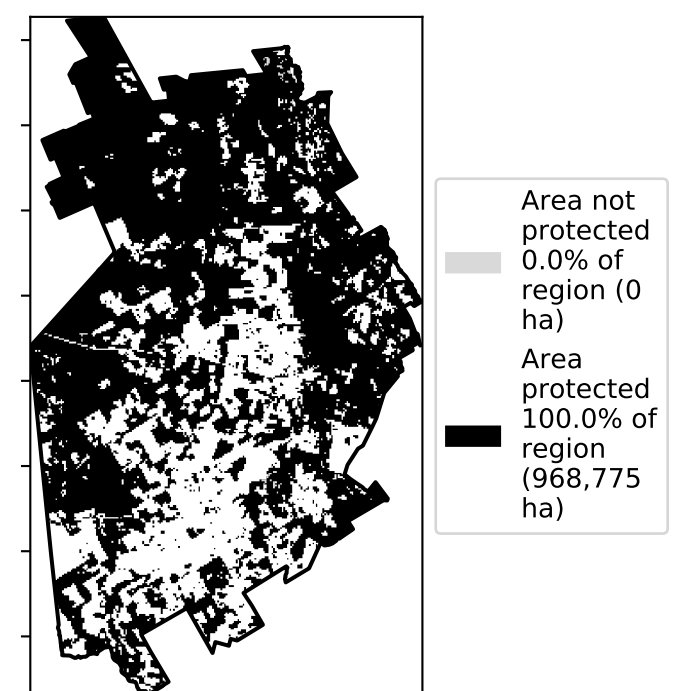 Area not
protected
0.0% of
region (0
ha)
Area
protected
100.0% of
region
(968,775
ha)